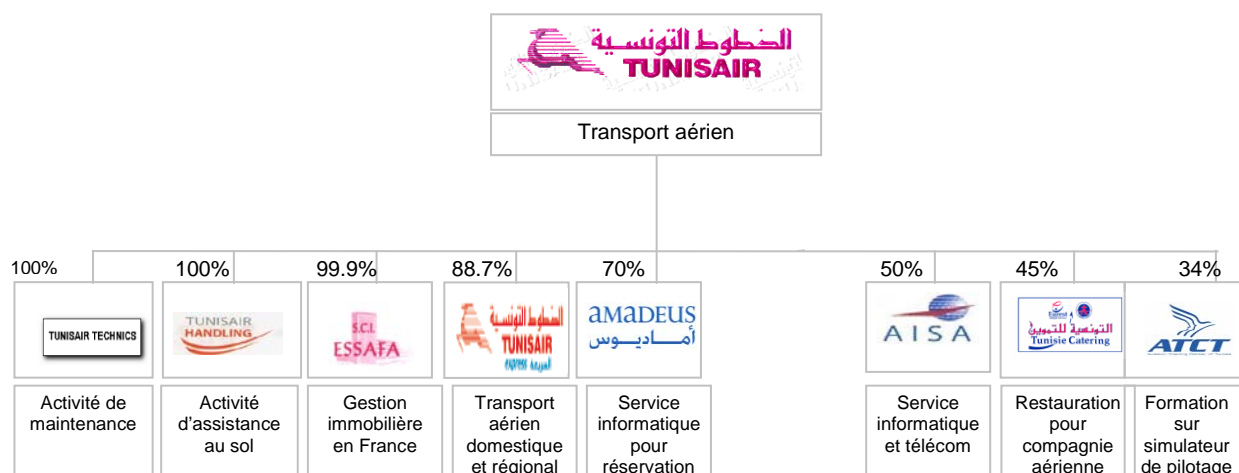 الخطوط التونسية
TUNISAIR
Transport aérien
100%
100%
99.9%
88.7%
70%
50%
45%
34%
TUNISAIR TECHNICS
TUNISAIR
HANDLING
S.C.I.
ESSAFA
الخطوط التونسية
TUNISAIR
EXPRESS السريعة
amadeus
أماديوس
AISA
التونسية للتموين
Tunisie Catering
ATCT
Activité de
maintenance
Activité
d'assistance
au sol
Gestion
immobilière
en France
Transport
aérien
domestique
et régional
Service
informatique
pour
réservation
Service
informatique
et télécom
Restauration
pour
compagnie
aérienne
Formation
sur
simulateur
de pilotage